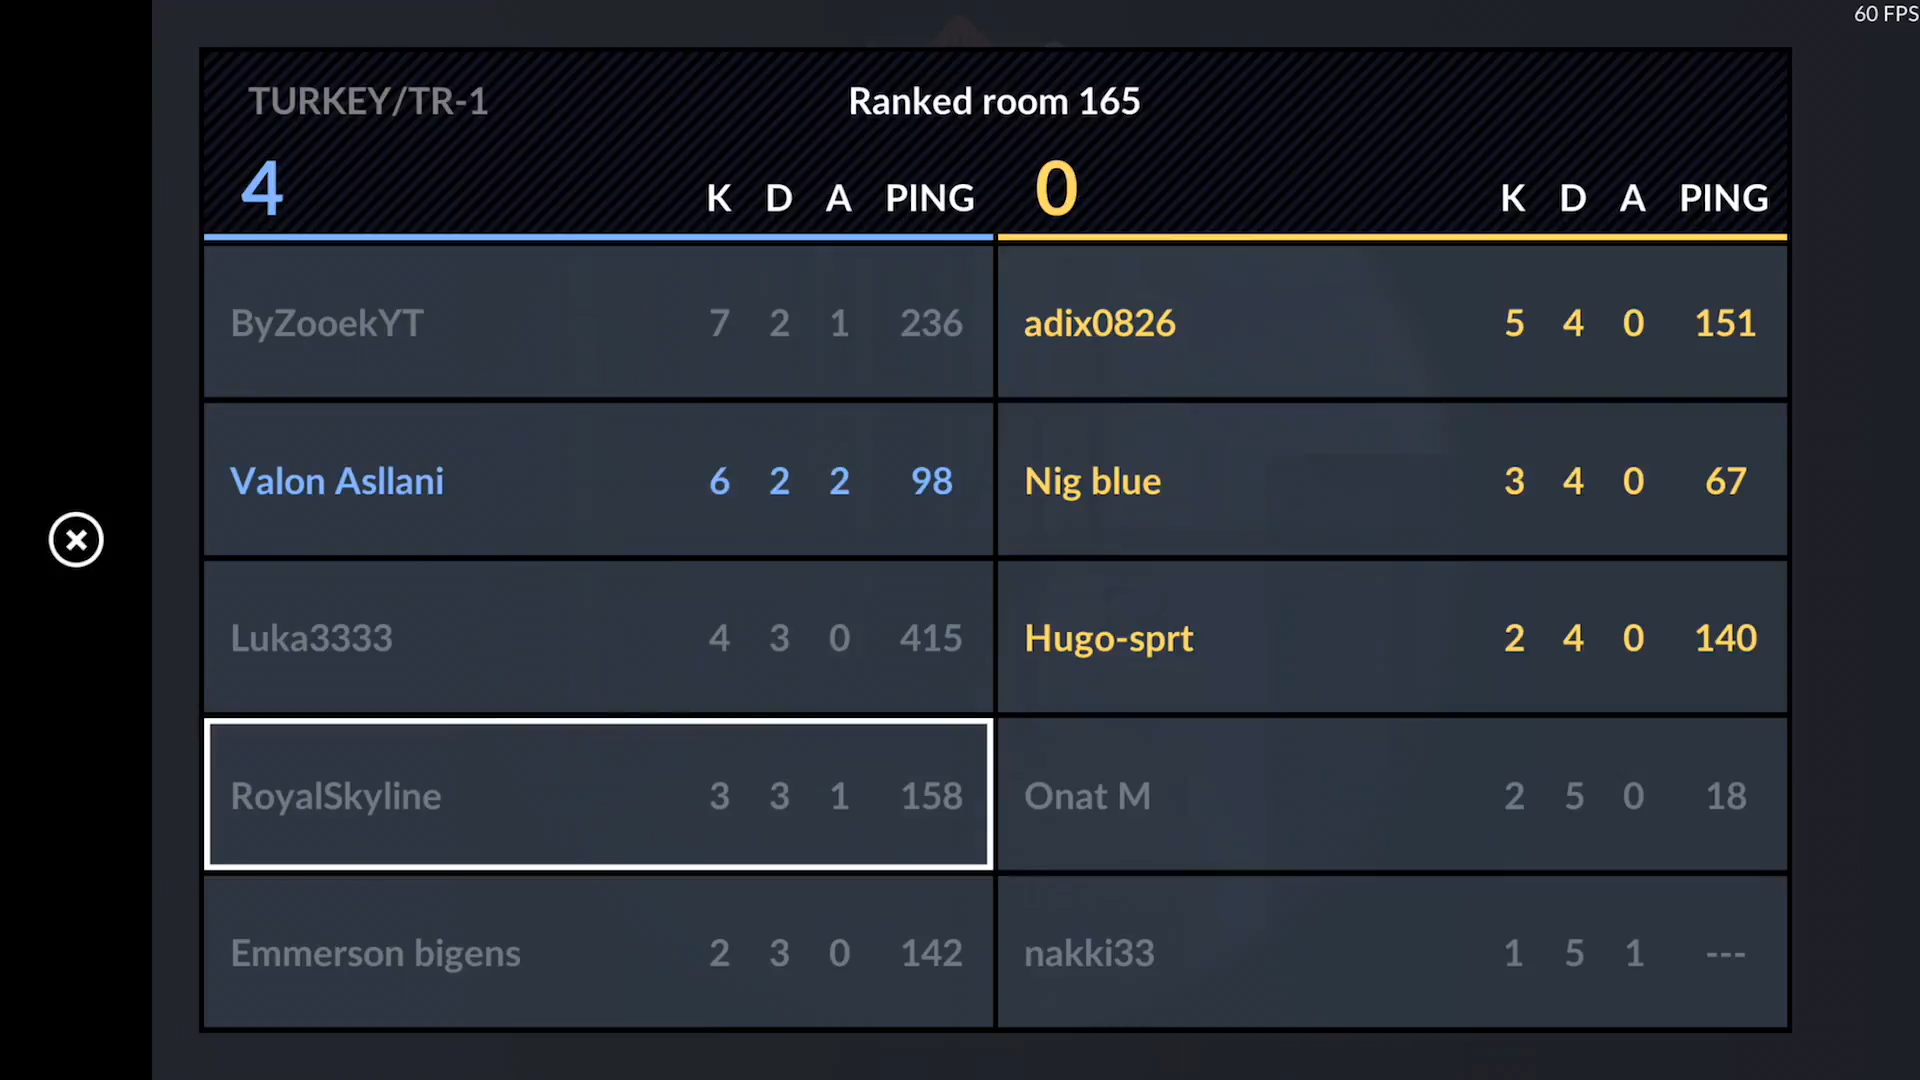 60 FPS
TURKEY/TR-1 Ranked room 165
4 K D A PING 0 K D A PING
ByZooekYT 7 2 1 236 adix0826 5 4 0 151
Valon Asllani 6 2 2 98 Nig blue 3 4 0 67
Luka3333 4 3 0 415 Hugo-sprt 2 4 0 140
RoyalSkyline 3 3 1 158 Onat M 2 5 0 18
Emmerson bigens 2 3 0 142 nakki33 1 5 1 ---